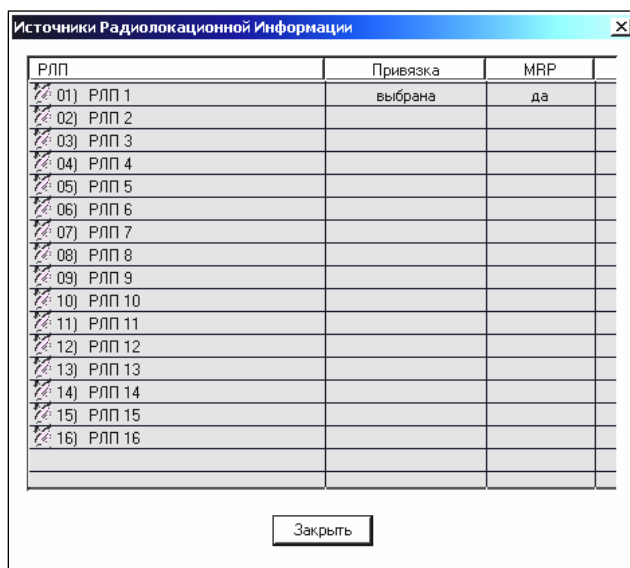 Источники Радиолокационной Информации
РЛП Привязка MRP
01) РЛП 1 выбрана да
02) РЛП 2
03) РЛП 3
04) РЛП 4
05) РЛП 5
06) РЛП 6
07) РЛП 7
08) РЛП 8
09) РЛП 9
10) РЛП 10
11) РЛП 11
12) РЛП 12
13) РЛП 13
14) РЛП 14
15) РЛП 15
16) РЛП 16
Закрыть